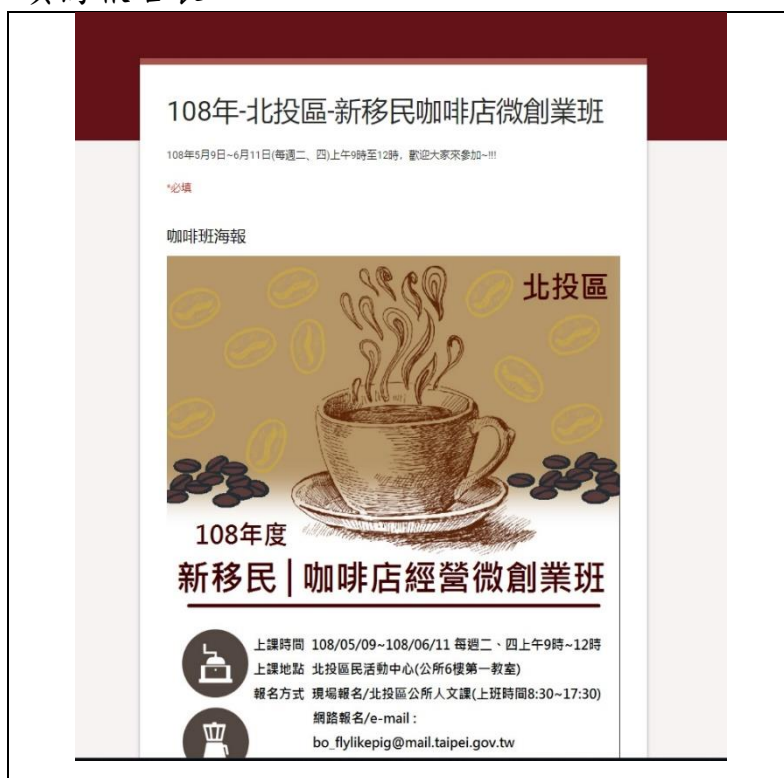 108年-北投區-新移民咖啡店微創業班
108年5月9日~6月11日(每週二、四)上午9時至12時，歡迎大家來參加~!!!
*必填
咖啡班海報
北投區
108年度
新移民|咖啡店經營微創業班
上課時間 108/05/09~108/06/11 每週二、四上午9時~12時
上課地點 北投區民活動中心(公所6樓第一教室)
報名方式 現場報名/北投區公所人文課(上班時間8:30~17:30)
網路報名/e-mail：
bo_flylikepig@mail.taipei.gov.tw